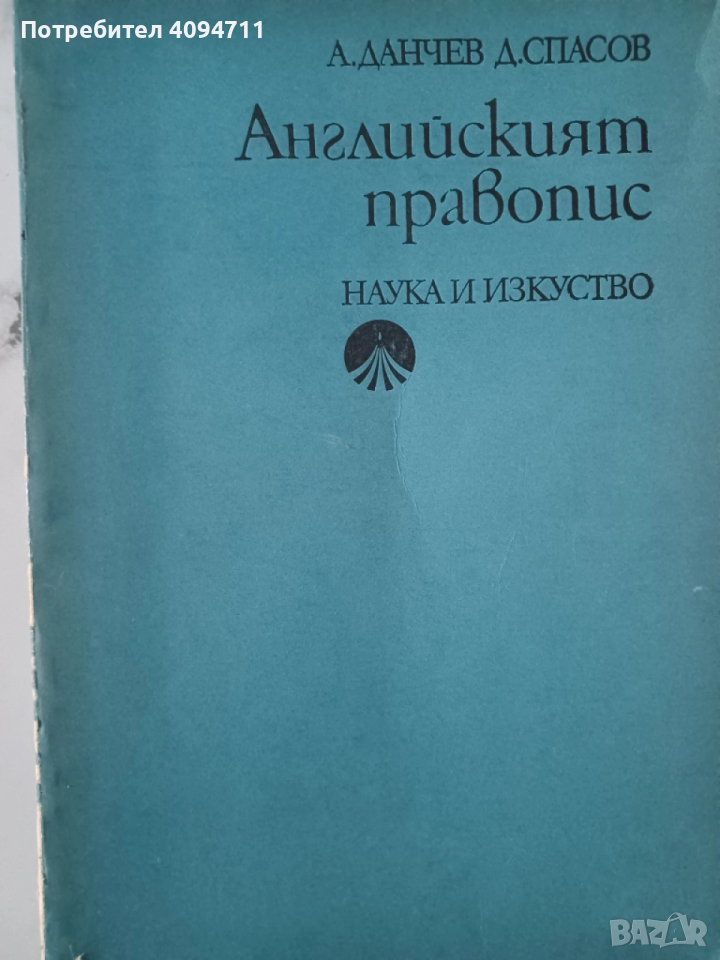 Потребител 4094711
А.ДАНЧЕВ Д.СПАСОВ
Английският
правопис
НАУКА И ИЗКУСТВО
BAZAR